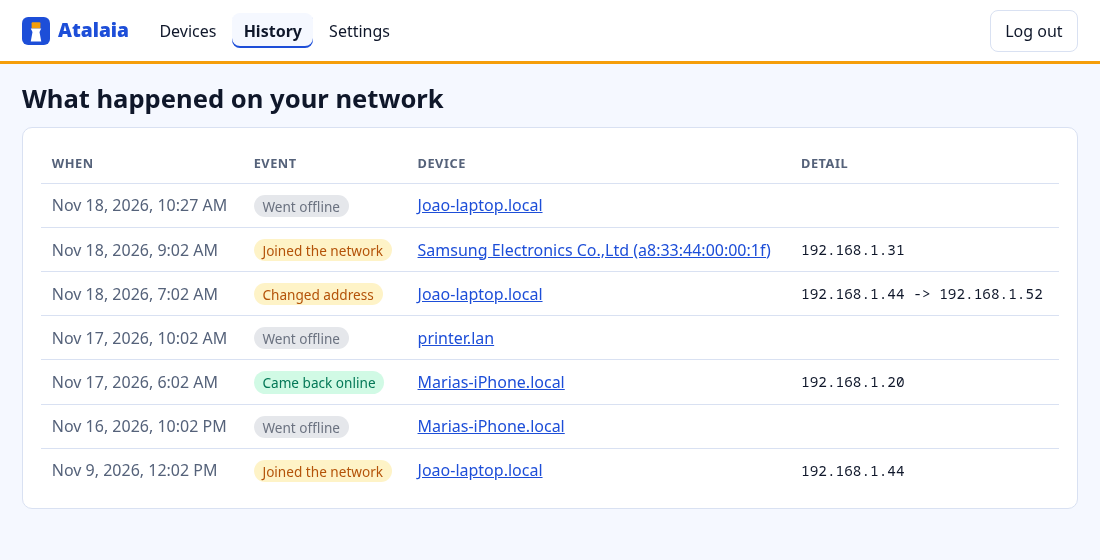 Atalaia Devices History Settings Log out
What happened on your network
WHEN EVENT DEVICE DETAIL
Nov 18, 2026, 10:27 AM Went offline Joao-laptop.local
Nov 18, 2026, 9:02 AM Joined the network Samsung Electronics Co.,Ltd (a8:33:44:00:00:1f) 192.168.1.31
Nov 18, 2026, 7:02 AM Changed address Joao-laptop.local 192.168.1.44 -> 192.168.1.52
Nov 17, 2026, 10:02 AM Went offline printer.lan
Nov 17, 2026, 6:02 AM Came back online Marias-iPhone.local 192.168.1.20
Nov 16, 2026, 10:02 PM Went offline Marias-iPhone.local
Nov 9, 2026, 12:02 PM Joined the network Joao-laptop.local 192.168.1.44